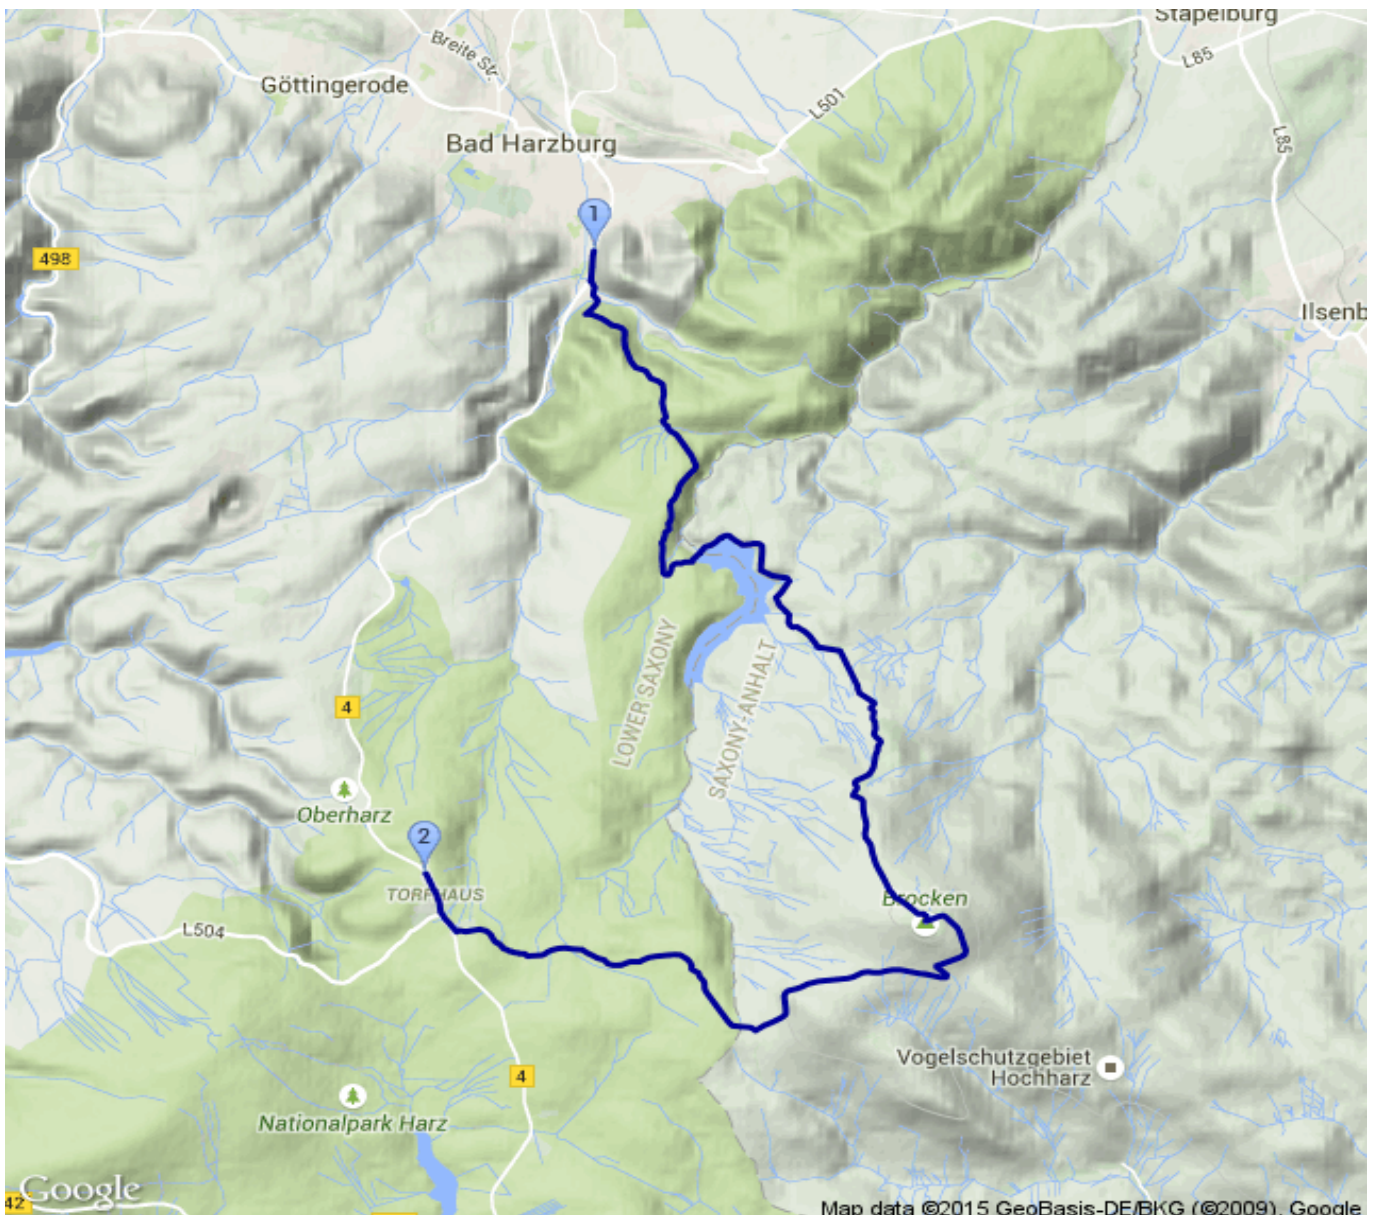 Stapelburg
Breite Str.
L85
Göttingerode
L501
Bad Harzburg
L85
1
498
Ilsenb
LOWER SAXONY
SAXONY-ANHALT
4
Oberharz
2
TORFHAUS
Brocken
L504
Vogelschutzgebiet
Hochharz
4
Nationalpark Harz
Google
42
Map data ©2015 GeoBasis-DE/BKG (©2009), Google